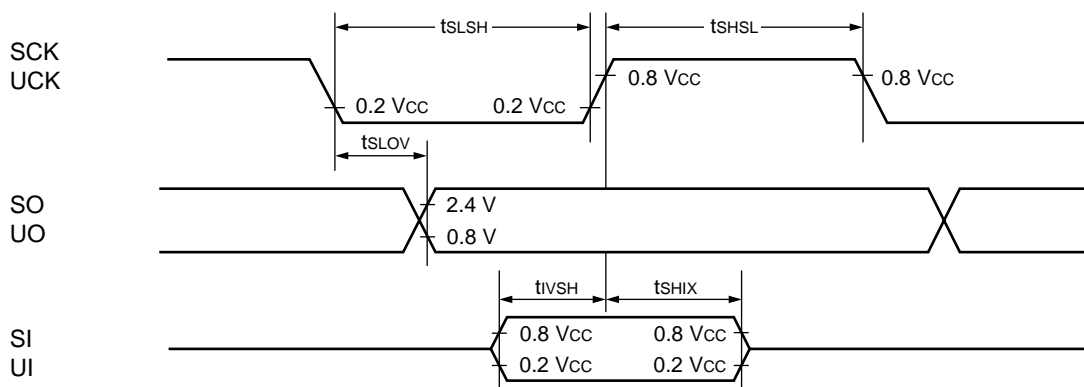 tSLSH tSHSL
SCK
UCK
0.8 VCC 0.8 VCC
0.2 VCC 0.2 VCC
tSLOV
SO
UO
2.4 V
0.8 V
tIVSH tSHIX
SI
UI
0.8 VCC 0.8 VCC
0.2 VCC 0.2 VCC